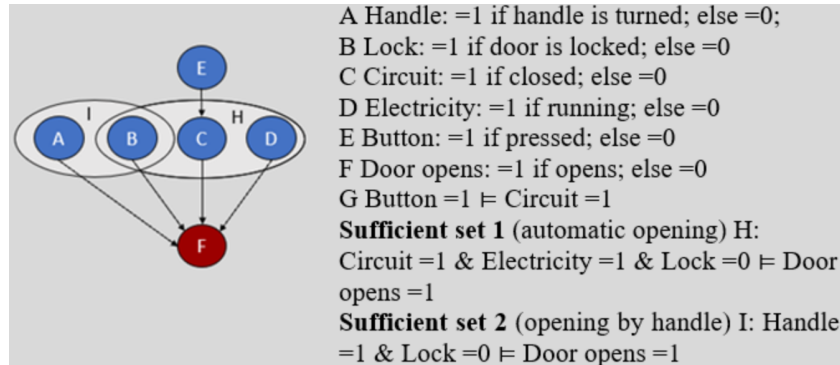 A Handle: =1 if handle is turned; else =0;
B Lock: =1 if door is locked; else =0
C Circuit: =1 if closed; else =0
D Electricity: =1 if running; else =0
E Button: =1 if pressed; else =0
F Door opens: =1 if opens; else =0
G Button =1 ⊨ Circuit =1
Sufficient set 1 (automatic opening) H:
Circuit =1 & Electricity =1 & Lock =0 ⊨ Door
opens =1
Sufficient set 2 (opening by handle) I: Handle
=1 & Lock =0 ⊨ Door opens =1
E
I
H
A
B
C
D
F